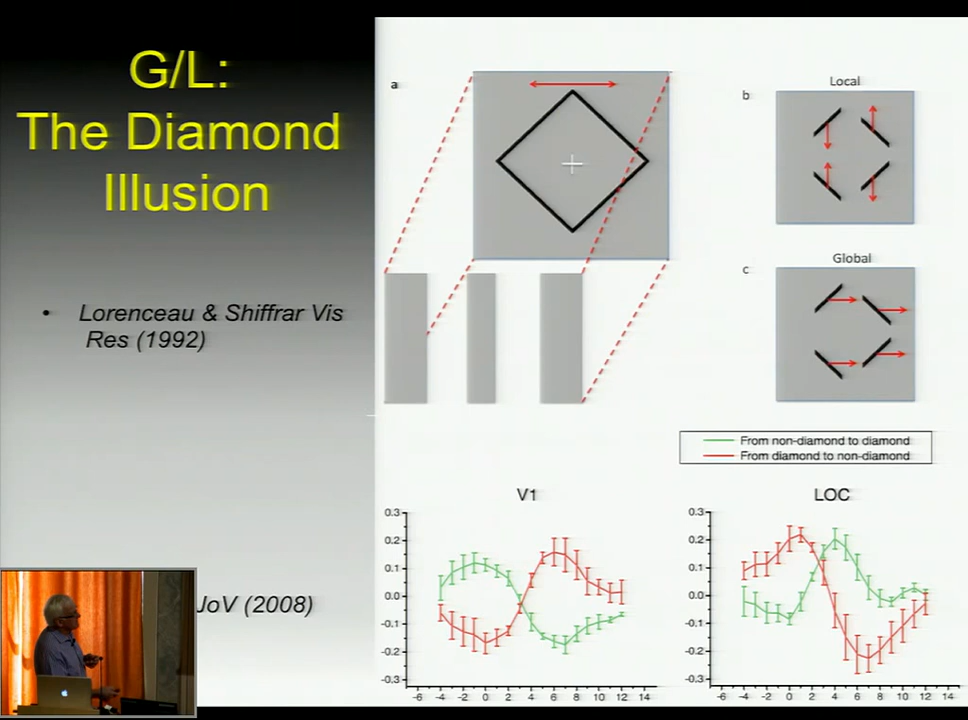 G/L:
The Diamond
Illusion
• Lorenceau & Shiffrar Vis
Res (1992)
JoV (2008)
a
b
Local
c
Global
From non-diamond to diamond
From diamond to non-diamond
V1
0.3
0.2
0.1
0.0
-0.1
-0.2
-0.3
-6 -4 -2 0 2 4 6 8 10 12 14
LOC
0.3
0.2
0.1
0.0
-0.1
-0.2
-0.3
-6 -4 -2 0 2 4 6 8 10 12 14